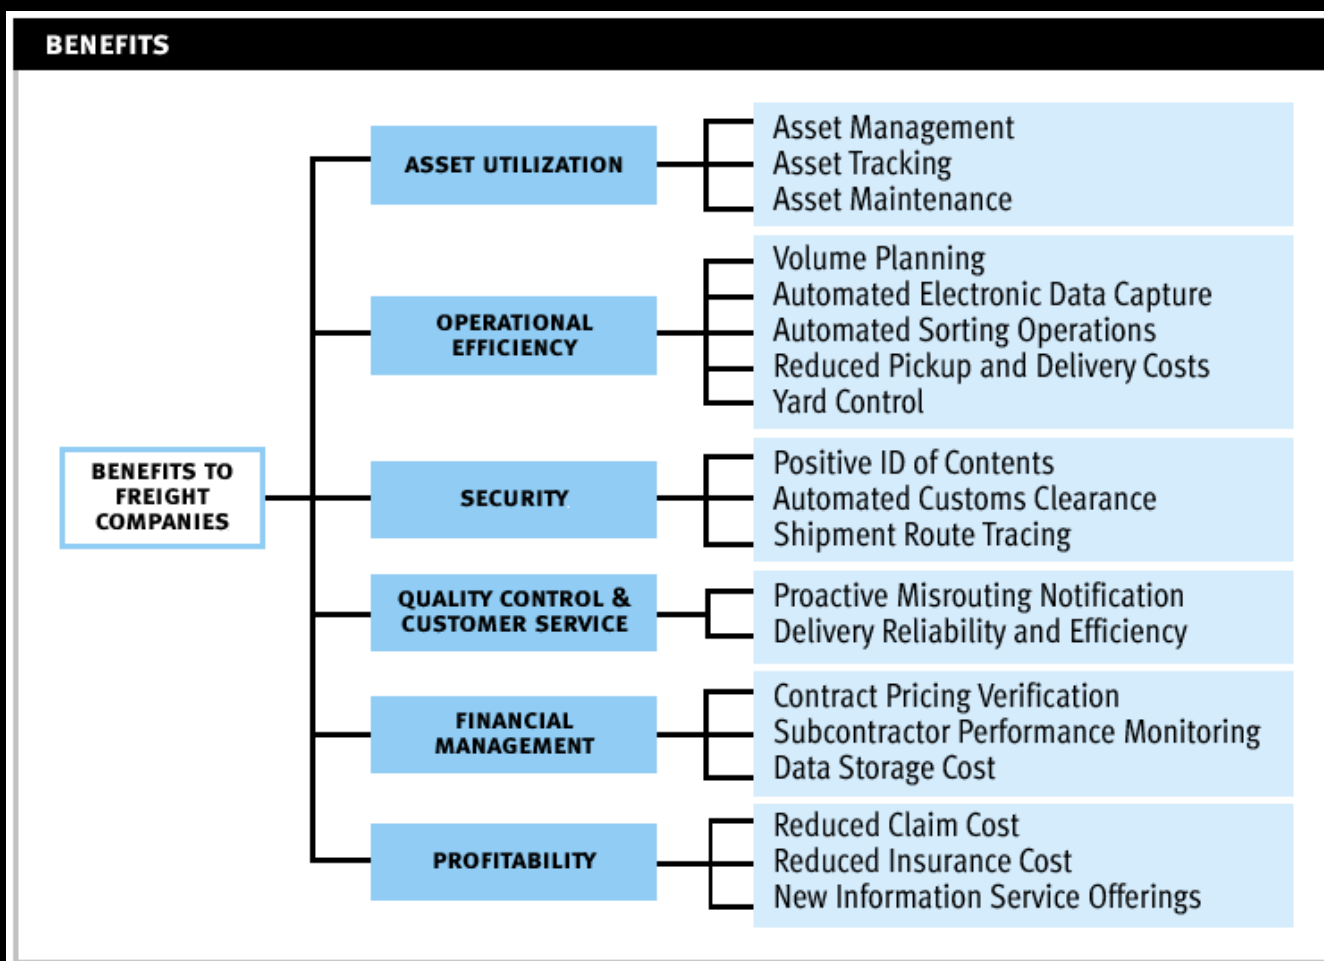 BENEFITS
BENEFITS TO
FREIGHT
COMPANIES
ASSET UTILIZATION
Asset Management
Asset Tracking
Asset Maintenance
OPERATIONAL
EFFICIENCY
Volume Planning
Automated Electronic Data Capture
Automated Sorting Operations
Reduced Pickup and Delivery Costs
Yard Control
SECURITY
Positive ID of Contents
Automated Customs Clearance
Shipment Route Tracing
QUALITY CONTROL &
CUSTOMER SERVICE
Proactive Misrouting Notification
Delivery Reliability and Efficiency
FINANCIAL
MANAGEMENT
Contract Pricing Verification
Subcontractor Performance Monitoring
Data Storage Cost
PROFITABILITY
Reduced Claim Cost
Reduced Insurance Cost
New Information Service Offerings